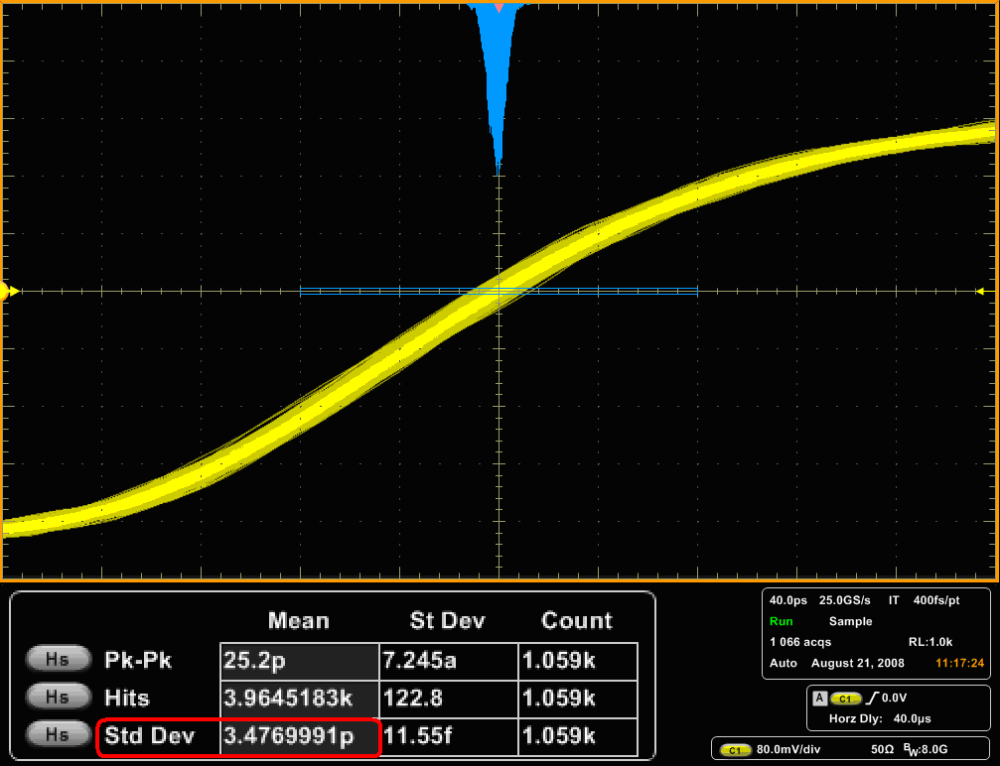 Mean St Dev Count
Hs Pk-Pk 25.2p 7.245a 1.059k
Hs Hits 3.9645183k 122.8 1.059k
Hs Std Dev 3.4769991p 11.55f 1.059k
40.0ps 25.0GS/s IT 400fs/pt
Run Sample
1 066 acqs RL:1.0k
Auto August 21, 2008 11:17:24
A C1 0.0V
Horz Dly: 40.0μs
C1 80.0mV/div 50Ω BW:8.0G